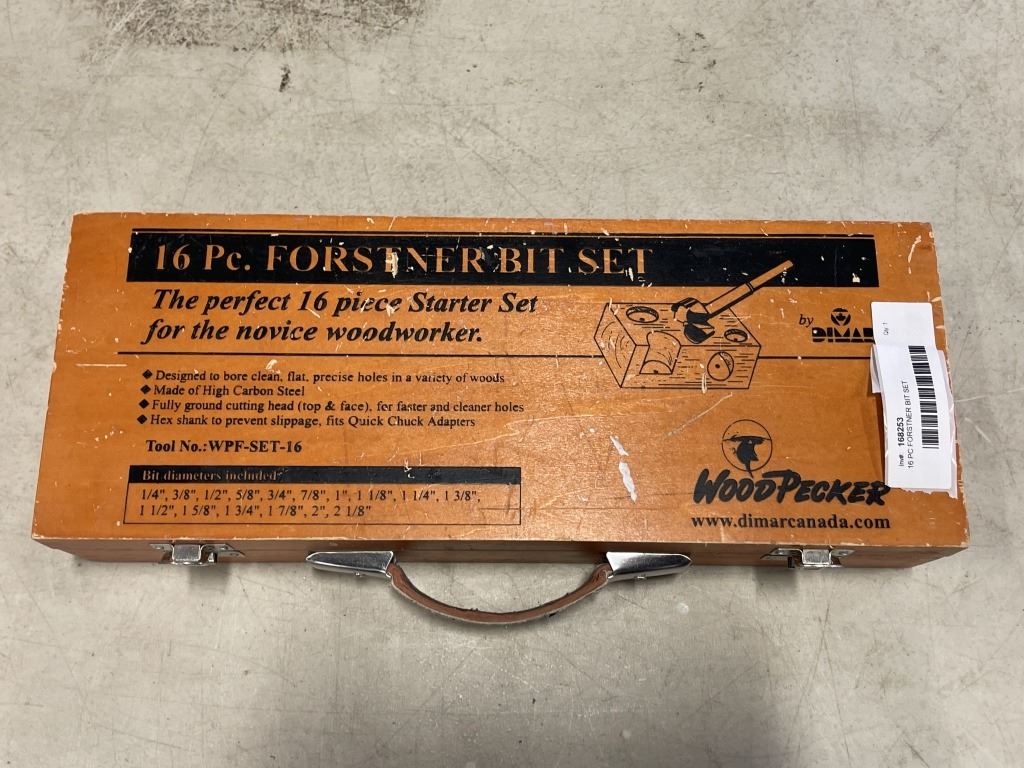 16 Pc. FORSTNER BIT SET
The perfect 16 piece Starter Set
for the novice woodworker.
by
DIMAR
◆ Designed to bore clean, flat, precise holes in a variety of woods
◆ Made of High Carbon Steel
◆ Fully ground cutting head (top & face), for faster and cleaner holes
◆ Hex shank to prevent slippage, fits Quick Chuck Adapters
Tool No.:WPF-SET-16
Bit diameters included
1/4", 3/8", 1/2", 5/8", 3/4", 7/8", 1", 1 1/8", 1 1/4", 1 3/8",
1 1/2", 1 5/8", 1 3/4", 1 7/8", 2", 2 1/8"
WOODPECKER
www.dimarcanada.com
Inv#: 168253
16 PC FORSTNER BIT SET
Qty: 1